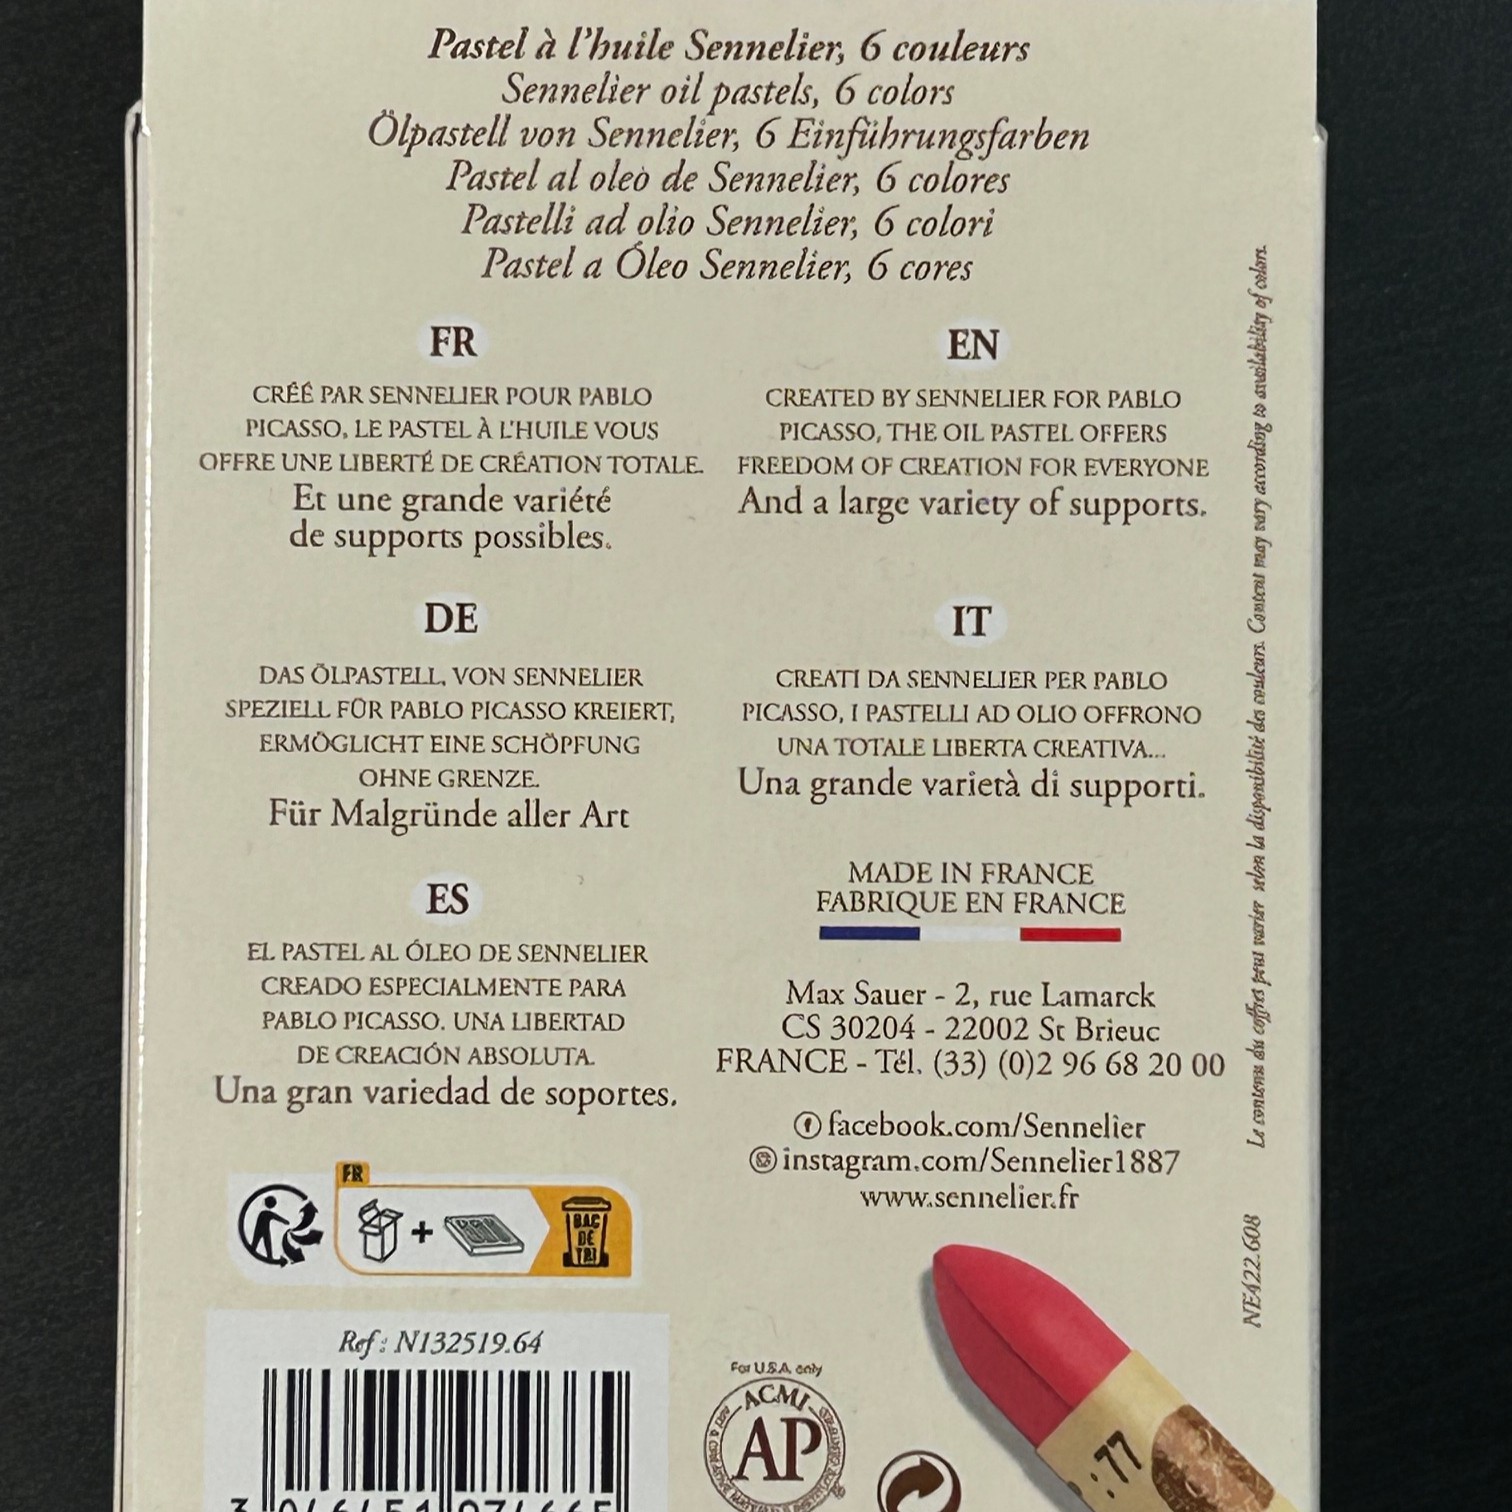 Pastel à l'huile Sennelier, 6 couleurs
Sennelier oil pastels, 6 colors
Ölpastell von Sennelier, 6 Einführungsfarben
Pastel al oleò de Sennelier, 6 colores
Pastelli ad olio Sennelier, 6 colori
Pastel a Óleo Sennelier, 6 cores
FR
CRÉÉ PAR SENNELIER POUR PABLO
PICASSO, LE PASTEL À L'HUILE VOUS
OFFRE UNE LIBERTÉ DE CRÉATION TOTALE.
Et une grande variété
de supports possibles.
EN
CREATED BY SENNELIER FOR PABLO
PICASSO, THE OIL PASTEL OFFERS
FREEDOM OF CREATION FOR EVERYONE
And a large variety of supports.
DE
DAS ÖLPASTELL, VON SENNELIER
SPEZIELL FÜR PABLO PICASSO KREIERT,
ERMÖGLICHT EINE SCHÖPFUNG
OHNE GRENZE.
Für Malgründe aller Art
IT
CREATI DA SENNELIER PER PABLO
PICASSO, I PASTELLI AD OLIO OFFRONO
UNA TOTALE LIBERTA CREATIVA...
Una grande varietà di supporti.
ES
EL PASTEL AL ÓLEO DE SENNELIER
CREADO ESPECIALMENTE PARA
PABLO PICASSO. UNA LIBERTAD
DE CREACIÓN ABSOLUTA.
Una gran variedad de soportes.
MADE IN FRANCE
FABRIQUE EN FRANCE
Max Sauer - 2, rue Lamarck
CS 30204 - 22002 St Brieuc
FRANCE - Tél. (33) (0)2 96 68 20 00
facebook.com/Sennelier
instagram.com/Sennelier1887
www.sennelier.fr
Le contenu du coffret peut varier selon la disponibilité des couleurs. Content may vary according to availability of colors.
NE422.608
FR
+
BAC
DE
TRI
Ref : N132519.64
3 046451 974665
For U.S.A. only
ACMI
AP
: 77